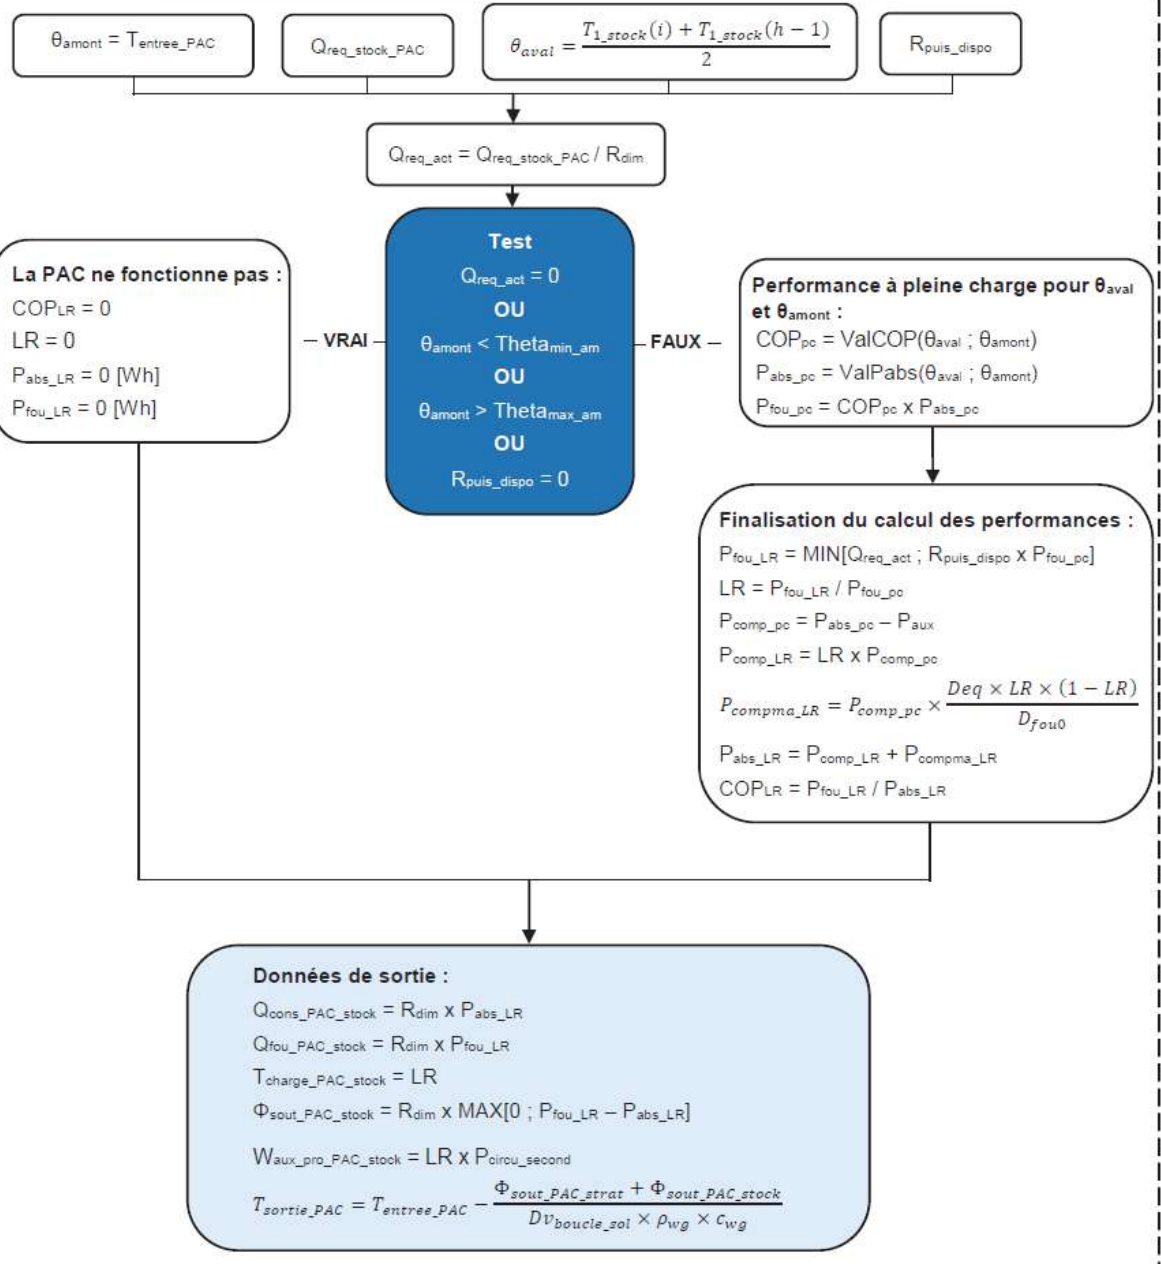 θamont = Tentree_PAC
Qreq_stock_PAC
θaval = (T1_stock(i) + T1_stock(h − 1)) / 2
Rpuis_dispo
Qreq_act = Qreq_stock_PAC / Rdim
La PAC ne fonctionne pas :
COPLR = 0
LR = 0
Pabs_LR = 0 [Wh]
Pfou_LR = 0 [Wh]
– VRAI –
Test
Qreq_act = 0
OU
θamont < Thetamin_am
OU
θamont > Thetamax_am
OU
Rpuis_dispo = 0
– FAUX –
Performance à pleine charge pour θaval
et θamont :
COPpc = ValCOP(θaval ; θamont)
Pabs_pc = ValPabs(θaval ; θamont)
Pfou_pc = COPpc x Pabs_pc
Finalisation du calcul des performances :
Pfou_LR = MIN[Qreq_act ; Rpuis_dispo x Pfou_pc]
LR = Pfou_LR / Pfou_pc
Pcomp_pc = Pabs_pc – Paux
Pcomp_LR = LR x Pcomp_pc
Pcompma_LR = Pcomp_pc × (Deq × LR × (1 − LR)) / Dfou0
Pabs_LR = Pcomp_LR + Pcompma_LR
COPLR = Pfou_LR / Pabs_LR
Données de sortie :
Qcons_PAC_stock = Rdim x Pabs_LR
Qfou_PAC_stock = Rdim x Pfou_LR
Tcharge_PAC_stock = LR
Φsout_PAC_stock = Rdim x MAX[0 ; Pfou_LR – Pabs_LR]
Waux_pro_PAC_stock = LR x Pcircu_second
Tsortie_PAC = Tentree_PAC − (Φsout_PAC_strat + Φsout_PAC_stock) / (Dvboucle_sol × ρwg × cwg)